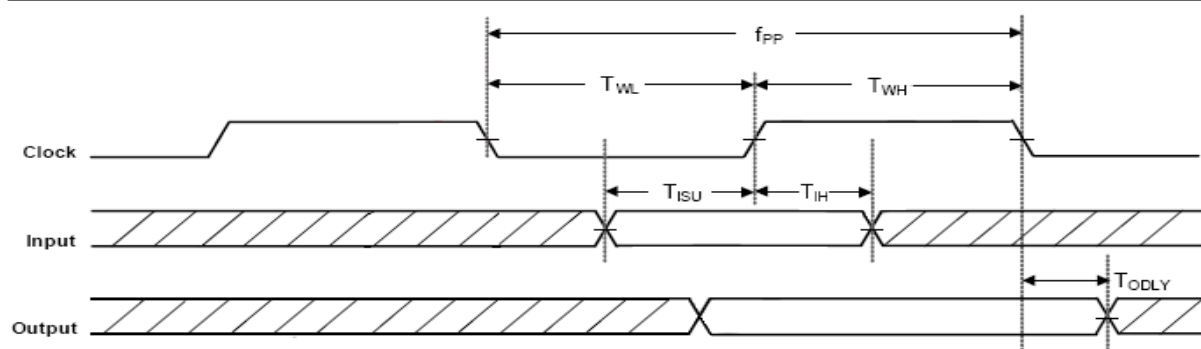 fPP
TWL
TWH
Clock
TISU
TIH
Input
TODLY
Output